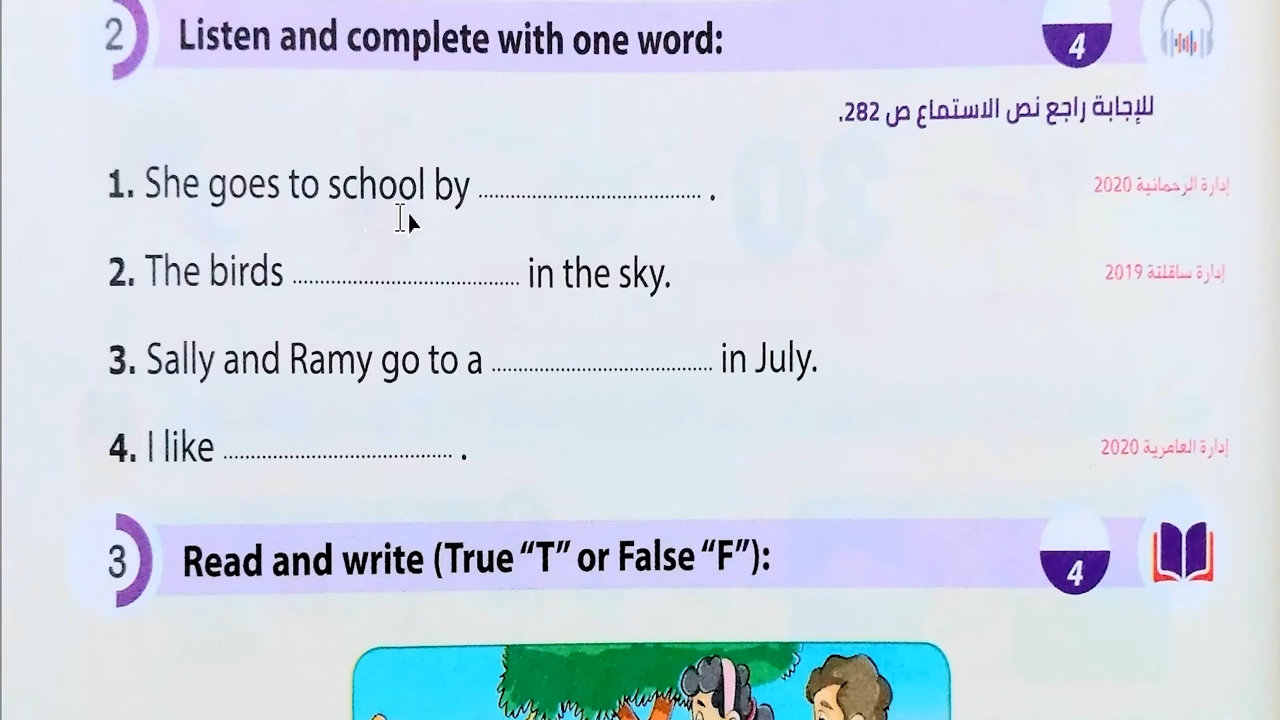 2 Listen and complete with one word: 4
للإجابة راجع نص الاستماع ص 282.
1. She goes to school by .................... . إدارة الرحمانية 2020
2. The birds .................... in the sky. إدارة ساقلتة 2019
3. Sally and Ramy go to a .................... in July.
4. I like .................... . إدارة العامرية 2020
3 Read and write (True “T” or False “F”): 4